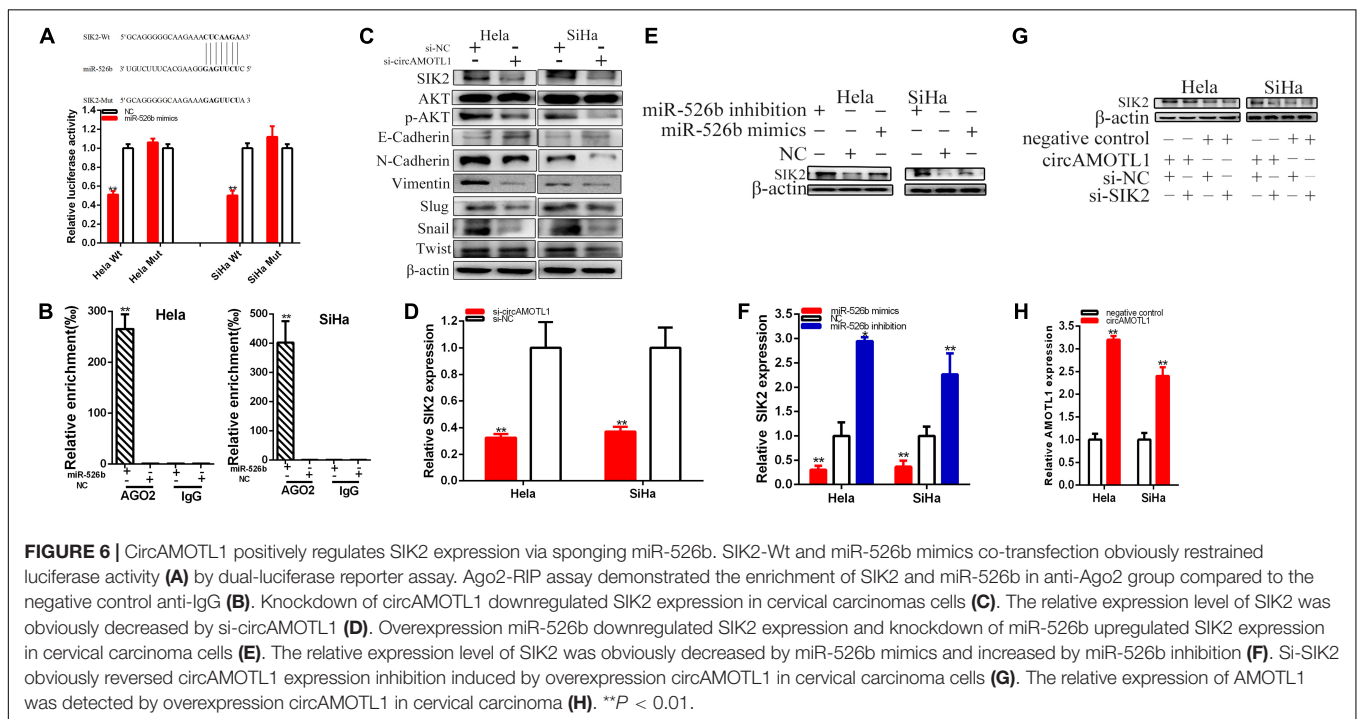 A
SIK2-Wt 5'GCAGGGGGCAAGAAACUCAAGAA3'
miR-526b 3' UGUCUUUCACGAAGGGAGUUCUC 5'
SIK2-Mut 5'GCAGGGGGCAAGAAAGAGUUCUA 3
NC
miR-526b mimics
Relative luciferase activity
1.4
1.2
1.0
0.8
0.6
0.4
0.2
0.0
**
**
Hela Wt
Hela Mut
SiHa Wt
SiHa Mut
B
Hela
Relative enrichment(‰)
300
200
100
0
**
miR-526b + - + -
NC - + - +
AGO2 IgG
SiHa
Relative enrichment(‰)
500
400
300
200
100
0
**
miR-526b + - + -
NC - + - +
AGO2 IgG
C
Hela SiHa
si-NC + - + -
si-circAMOTL1 - + - +
SIK2
AKT
p-AKT
E-Cadherin
N-Cadherin
Vimentin
Slug
Snail
Twist
β-actin
D
si-circAMOTL1
si-NC
Relative SIK2 expression
1.2
1.0
0.8
0.6
0.4
0.2
0.0
**
**
Hela
SiHa
E
Hela SiHa
miR-526b inhibition + - - + - -
miR-526b mimics - - + - - +
NC - + - - + -
SIK2
β-actin
F
miR-526b mimics
NC
miR-526b inhibition
Relative SIK2 expression
3.5
3.0
2.5
2.0
1.5
1.0
0.5
0.0
**
*
**
**
Hela
SiHa
G
Hela SiHa
SIK2
β-actin
negative control - - + + - - + +
circAMOTL1 + + - - + + - -
si-NC + - + - + - + -
si-SIK2 - + - + - + - +
H
negative control
circAMOTL1
Relative AMOTL1 expression
3.5
3.0
2.5
2.0
1.5
1.0
0.5
0.0
**
**
Hela
SiHa
FIGURE 6 | CircAMOTL1 positively regulates SIK2 expression via sponging miR-526b. SIK2-Wt and miR-526b mimics co-transfection obviously restrained
luciferase activity (A) by dual-luciferase reporter assay. Ago2-RIP assay demonstrated the enrichment of SIK2 and miR-526b in anti-Ago2 group compared to the
negative control anti-IgG (B). Knockdown of circAMOTL1 downregulated SIK2 expression in cervical carcinomas cells (C). The relative expression level of SIK2 was
obviously decreased by si-circAMOTL1 (D). Overexpression miR-526b downregulated SIK2 expression and knockdown of miR-526b upregulated SIK2 expression
in cervical carcinoma cells (E). The relative expression level of SIK2 was obviously decreased by miR-526b mimics and increased by miR-526b inhibition (F). Si-SIK2
obviously reversed circAMOTL1 expression inhibition induced by overexpression circAMOTL1 in cervical carcinoma cells (G). The relative expression of AMOTL1
was detected by overexpression circAMOTL1 in cervical carcinoma (H). **P < 0.01.